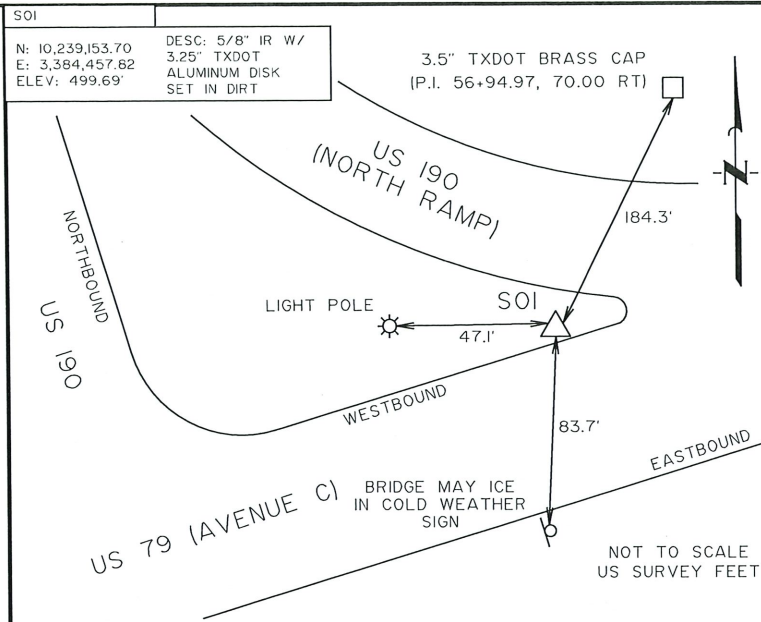 SO1
N: 10,239,153.70
E: 3,384,457.82
ELEV: 499.69'
DESC: 5/8" IR W/
3.25" TXDOT
ALUMINUM DISK
SET IN DIRT
3.5" TXDOT BRASS CAP
(P.I. 56+94.97, 70.00 RT)
US 190
(NORTH RAMP)
N
184.3'
NORTHBOUND
US 190
LIGHT POLE
SO1
47.1'
WESTBOUND
83.7'
EASTBOUND
US 79 (AVENUE C)
BRIDGE MAY ICE
IN COLD WEATHER
SIGN
NOT TO SCALE
US SURVEY FEET